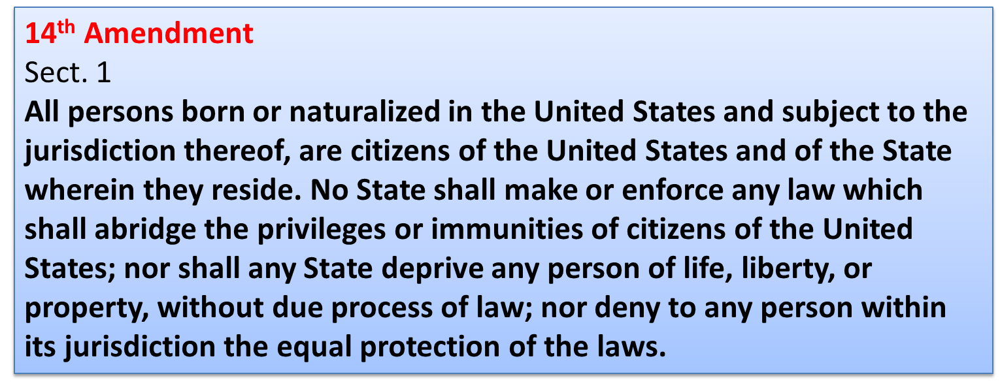 14th Amendment
Sect. 1
All persons born or naturalized in the United States and subject to the
jurisdiction thereof, are citizens of the United States and of the State
wherein they reside. No State shall make or enforce any law which
shall abridge the privileges or immunities of citizens of the United
States; nor shall any State deprive any person of life, liberty, or
property, without due process of law; nor deny to any person within
its jurisdiction the equal protection of the laws.